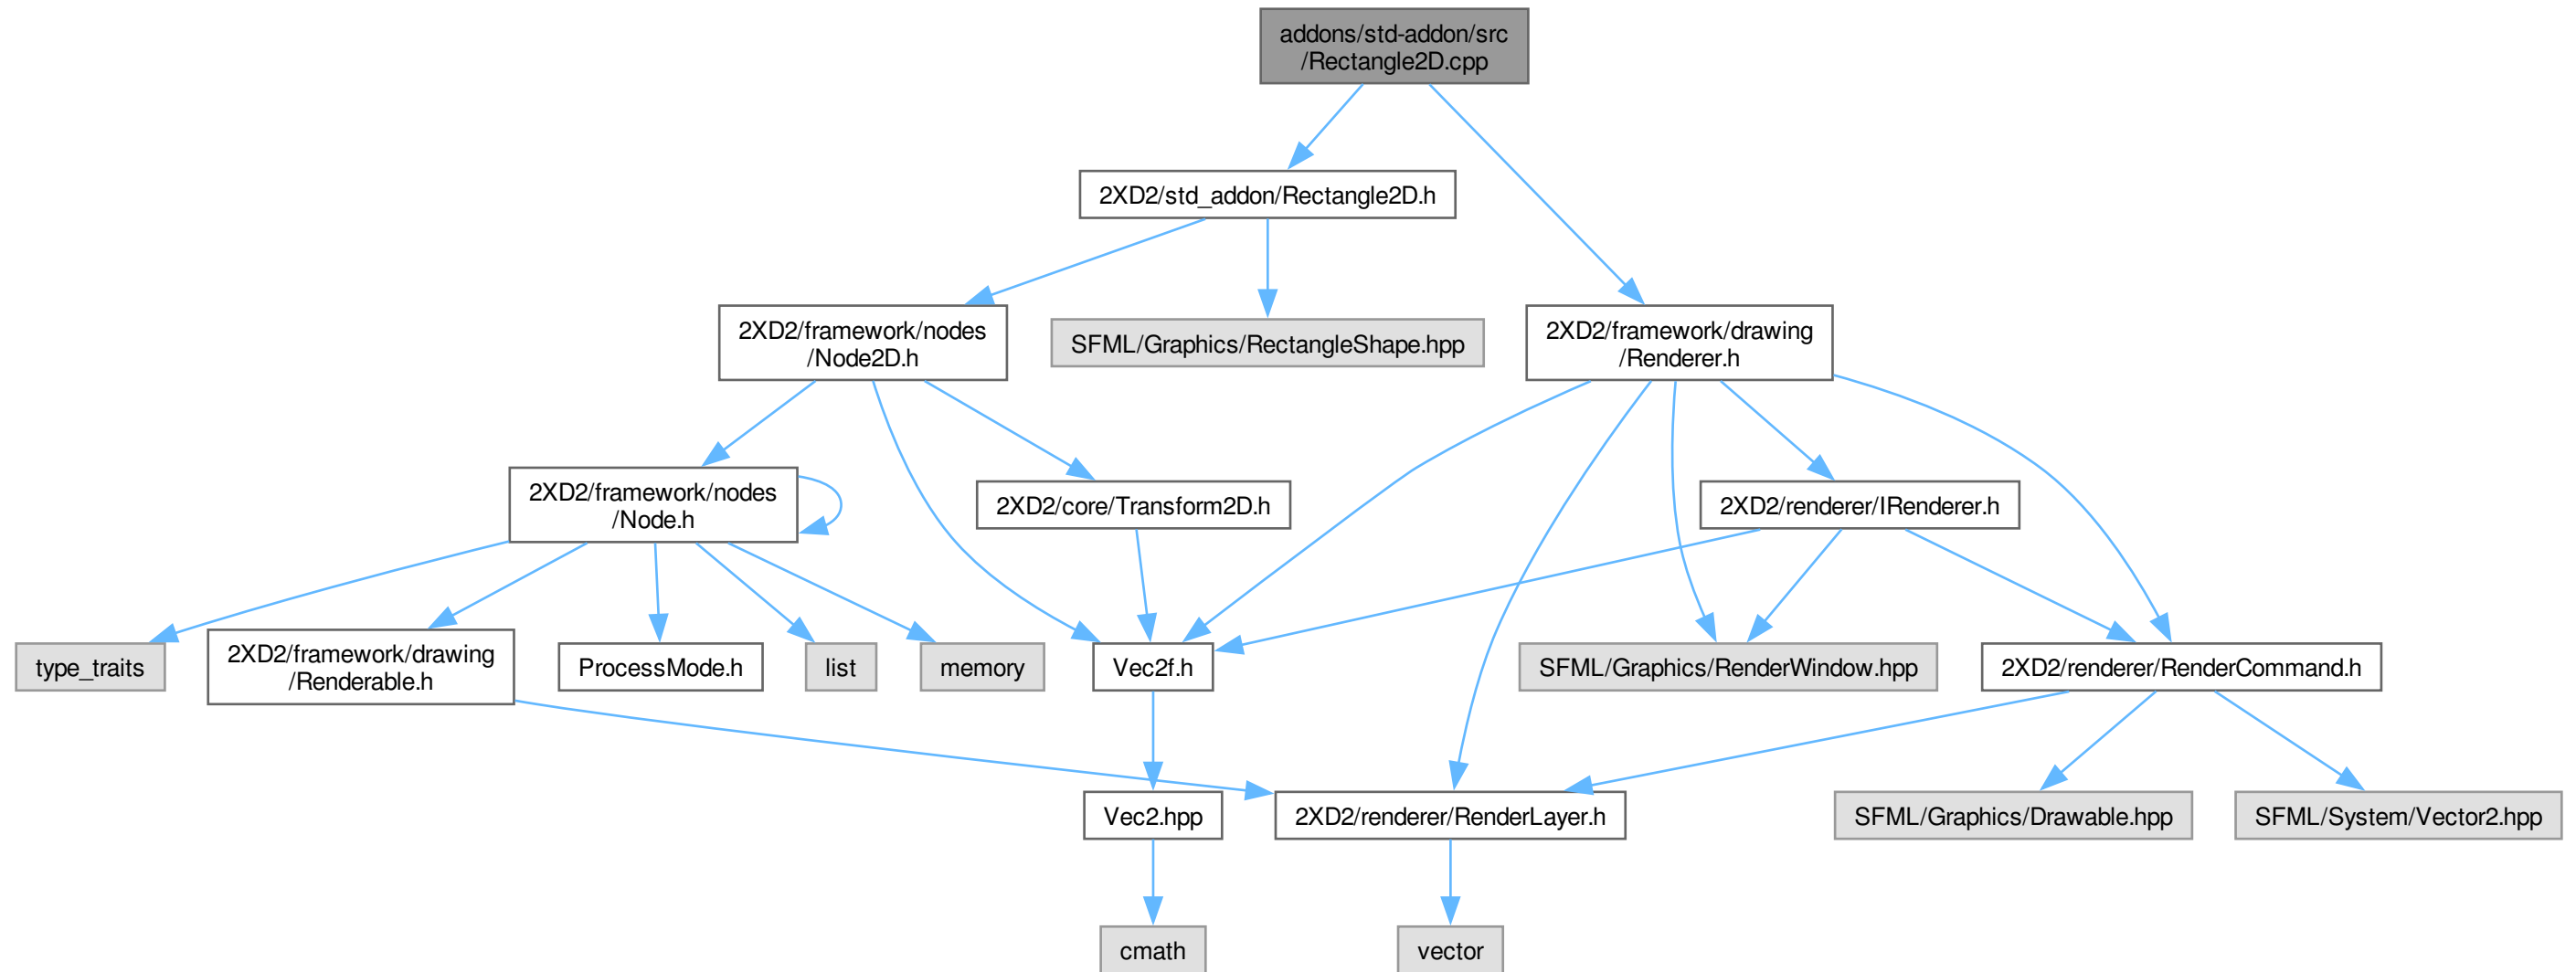 addons/std-addon/src
/Rectangle2D.cpp
2XD2/std_addon/Rectangle2D.h
2XD2/framework/nodes
/Node2D.h
SFML/Graphics/RectangleShape.hpp
2XD2/framework/drawing
/Renderer.h
2XD2/framework/nodes
/Node.h
2XD2/core/Transform2D.h
2XD2/renderer/IRenderer.h
type_traits
2XD2/framework/drawing
/Renderable.h
ProcessMode.h
list
memory
Vec2f.h
SFML/Graphics/RenderWindow.hpp
2XD2/renderer/RenderCommand.h
Vec2.hpp
2XD2/renderer/RenderLayer.h
SFML/Graphics/Drawable.hpp
SFML/System/Vector2.hpp
cmath
vector